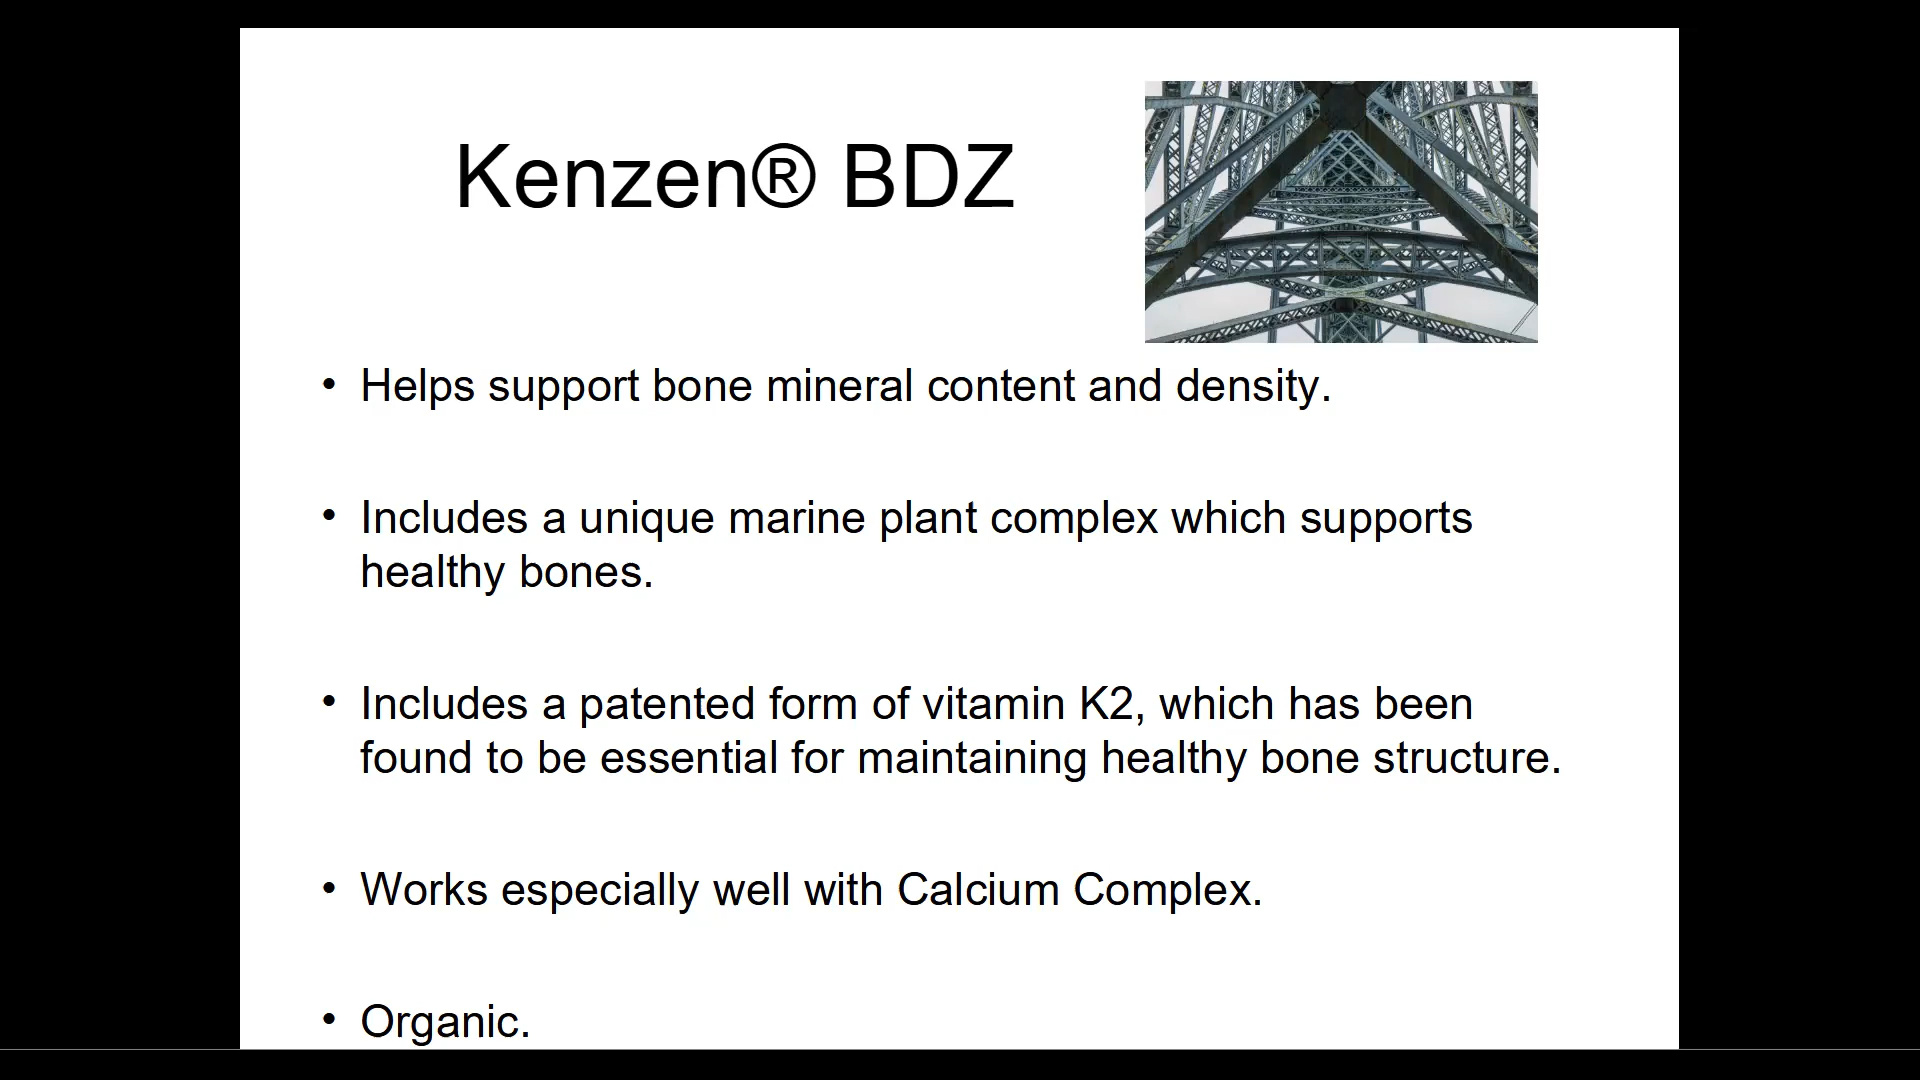 Kenzen® BDZ
• Helps support bone mineral content and density.
• Includes a unique marine plant complex which supports
healthy bones.
• Includes a patented form of vitamin K2, which has been
found to be essential for maintaining healthy bone structure.
• Works especially well with Calcium Complex.
• Organic.